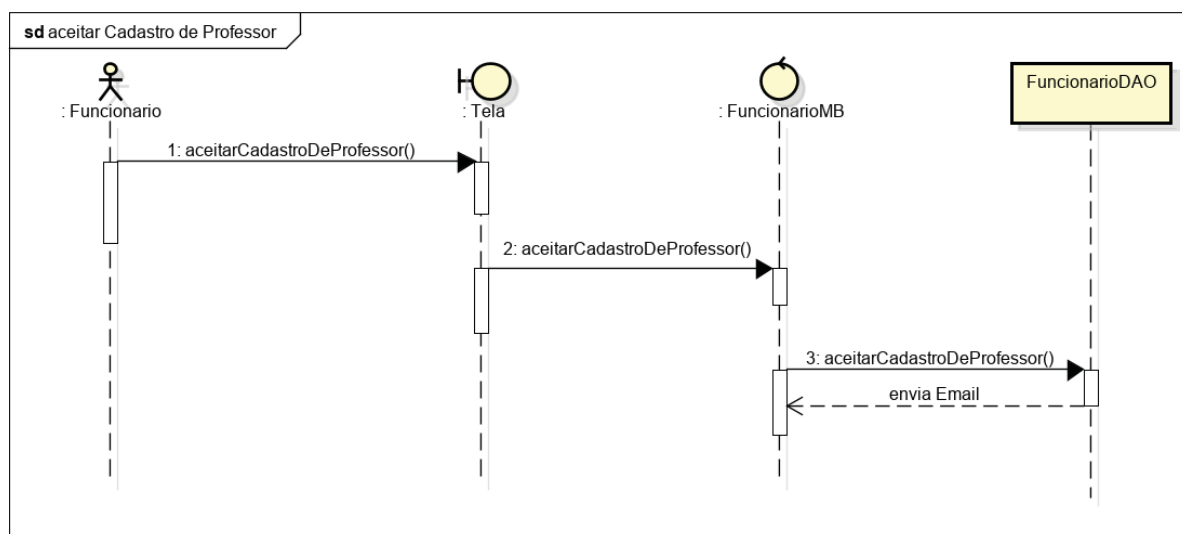 sd aceitar Cadastro de Professor
: Funcionario
: Tela
: FuncionarioMB
FuncionarioDAO
1: aceitarCadastroDeProfessor()
2: aceitarCadastroDeProfessor()
3: aceitarCadastroDeProfessor()
envia Email